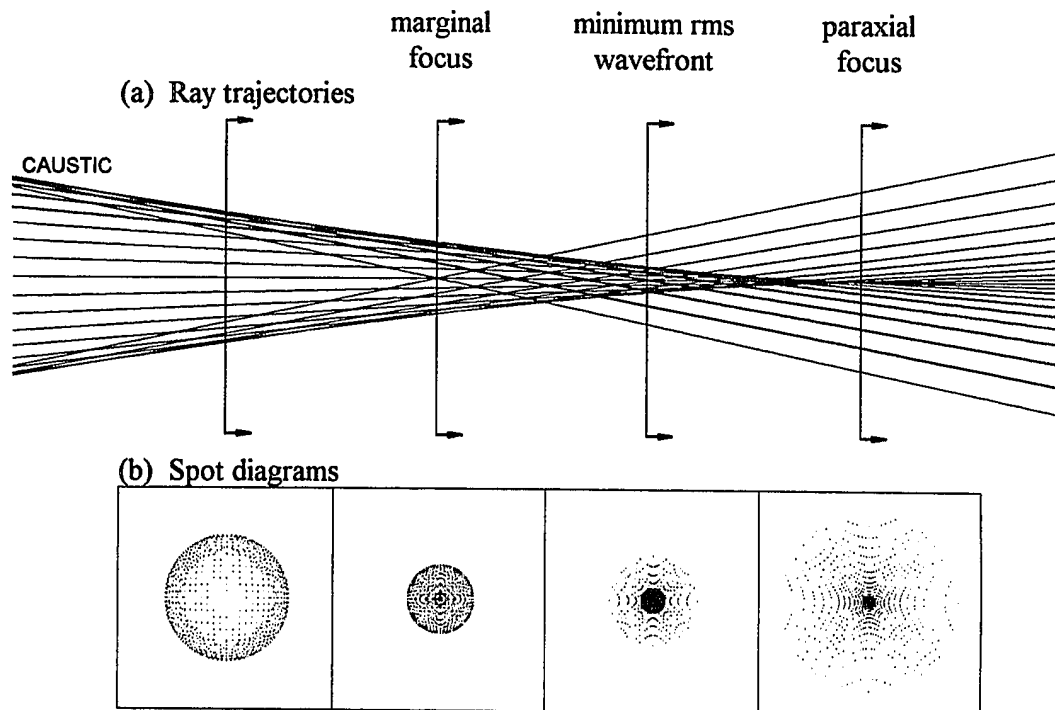 marginal
focus
minimum rms
wavefront
paraxial
focus
(a) Ray trajectories
CAUSTIC
(b) Spot diagrams